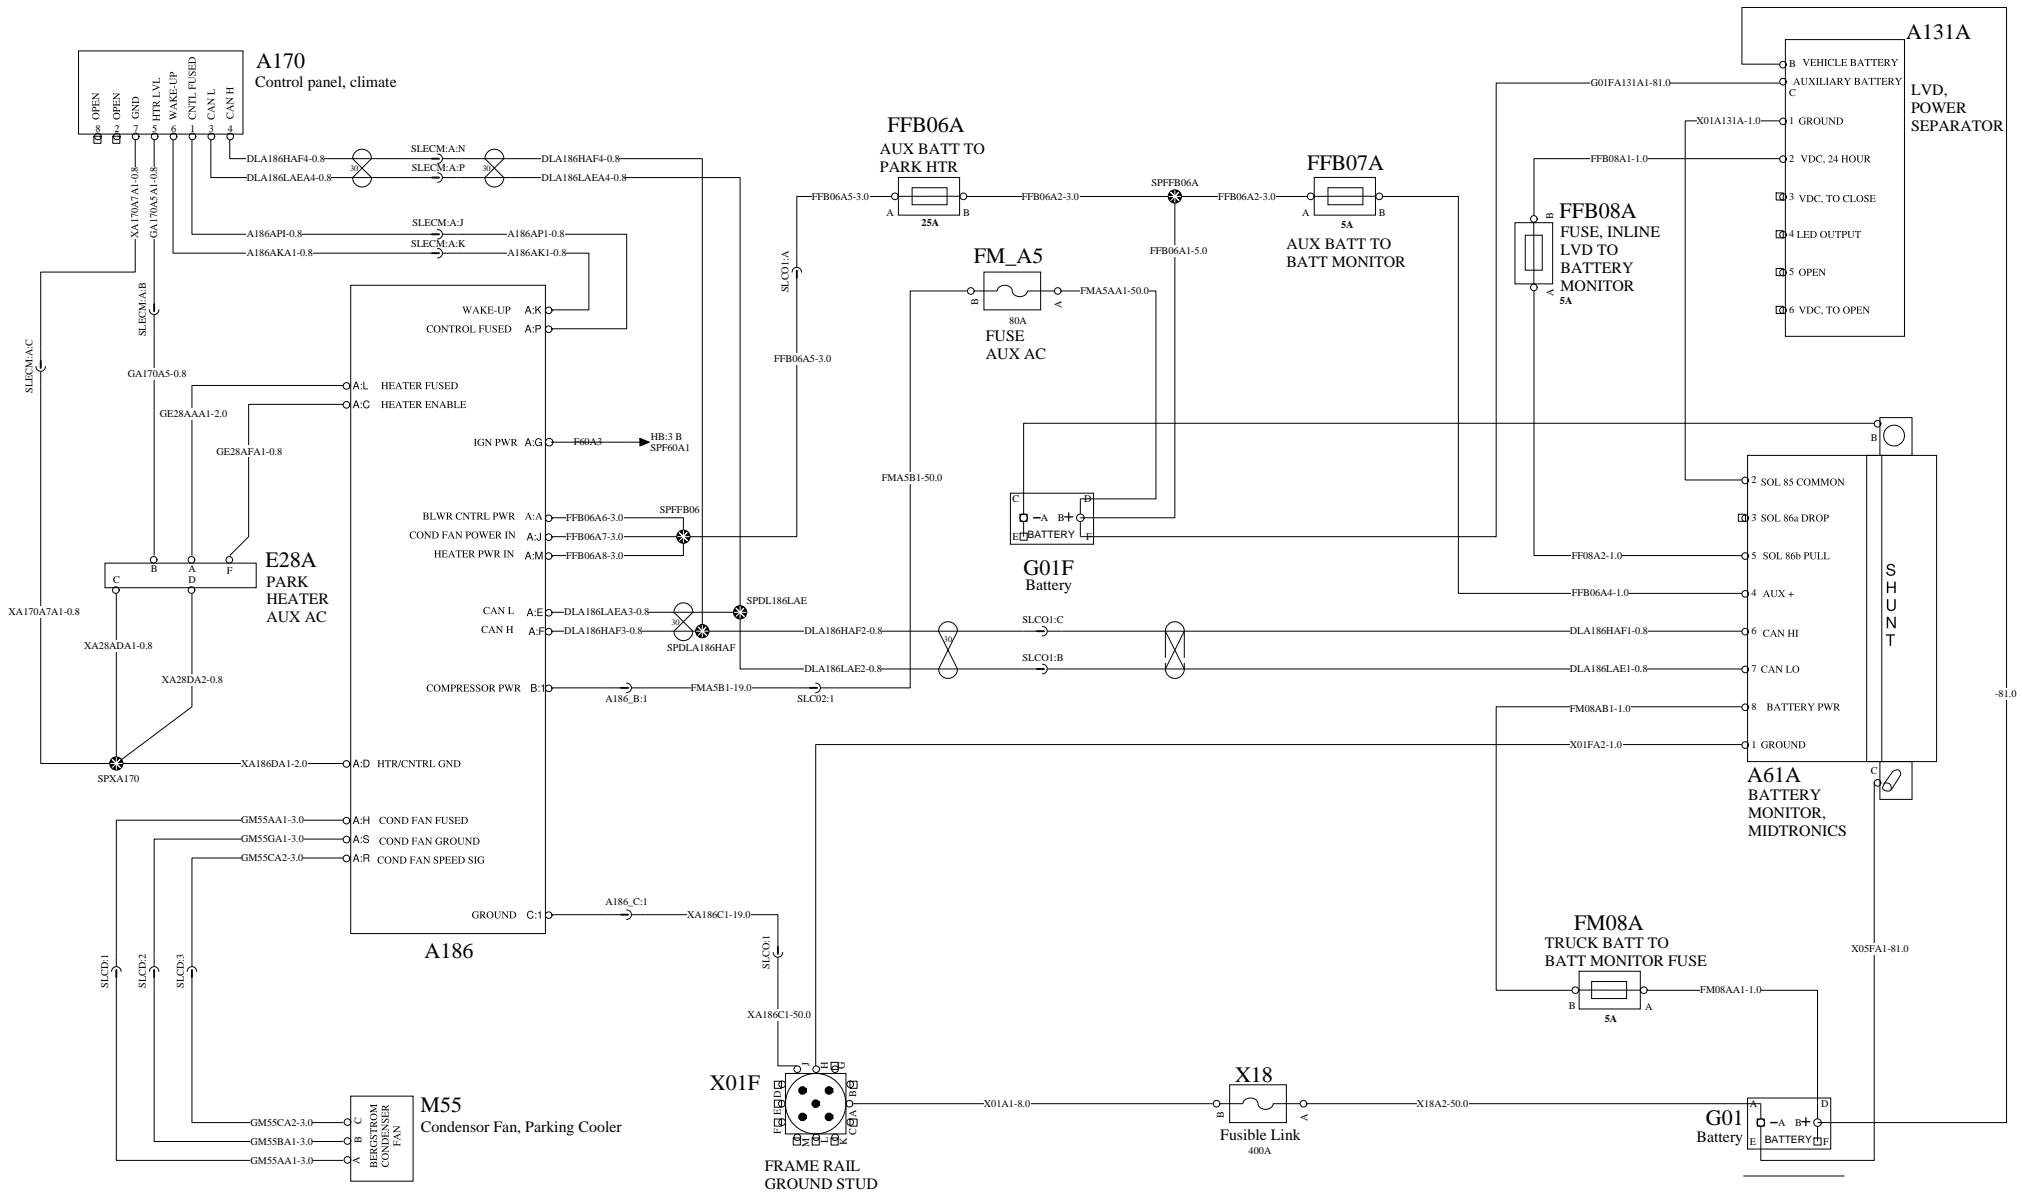 A170
Control panel, climate
OPEN
OPEN
GND
HTR LVL
WAKE-UP
CNTL FUSED
CAN L
CAN H
8
2
7
5
6
1
3
4
DLA186HAF4-0.8
30
SLECM:A:N
DLA186HAF4-0.8
DLA186LAEA4-0.8
SLECM:A:P
DLA186LAEA4-0.8
XA170A7A1-0.8
GA170A5A1-0.8
A186API-0.8
SLECM:A:J
A186AP1-0.8
A186AKA1-0.8
SLECM:A:K
A186AK1-0.8
SLECM:A:B
SLECM:A:C
GA170A5-0.8
GE28AAA1-2.0
GE28AFA1-0.8
XA170A7A1-0.8
B
A
F
C
D
E28A
PARK
HEATER
AUX AC
XA28ADA1-0.8
XA28DA2-0.8
SPXA170
XA186DA1-2.0
GM55AA1-3.0
GM55GA1-3.0
GM55CA2-3.0
SLCD:1
SLCD:2
SLCD:3
WAKE-UP A:K
CONTROL FUSED A:P
A:L HEATER FUSED
A:C HEATER ENABLE
IGN PWR A:G
F60A3
HB:3 B
SPF60A1
BLWR CNTRL PWR A:A
FFB06A6-3.0
SPFFB06
COND FAN POWER IN A:J
FFB06A7-3.0
HEATER PWR IN A:M
FFB06A8-3.0
CAN L A:E
DLA186LAEA3-0.8
SPDL186LAE
CAN H A:F
DLA186HAF3-0.8
30
SPDLA186HAF
COMPRESSOR PWR B:1
A186_B:1
FMA5B1-19.0
SLC02:1
A:D HTR/CNTRL GND
A:H COND FAN FUSED
A:S COND FAN GROUND
A:R COND FAN SPEED SIG
GROUND C:1
A186_C:1
XA186C1-19.0
A186
SLCO:1
XA186C1-50.0
GM55CA2-3.0
GM55BA1-3.0
GM55AA1-3.0
C
B
A
BERGSTROM
CONDENSER
FAN
M55
Condensor Fan, Parking Cooler
FFB06A
AUX BATT TO
PARK HTR
FFB06A5-3.0
A
B
25A
FFB06A2-3.0
SPFFB06A
FFB06A2-3.0
FFB07A
A
B
5A
AUX BATT TO
BATT MONITOR
SLCO1:A
FFB06A5-3.0
FFB06A1-5.0
FM_A5
B
A
80A
FUSE
AUX AC
FMA5AA1-50.0
FMA5B1-50.0
C
D
A
B
E
F
BATTERY
G01F
Battery
DLA186HAF2-0.8
30
SLCO1:C
DLA186HAF1-0.8
DLA186LAE2-0.8
SLCO1:B
DLA186LAE1-0.8
A131A
LVD,
POWER
SEPARATOR
B VEHICLE BATTERY
AUXILIARY BATTERY
C
1 GROUND
2 VDC, 24 HOUR
3 VDC, TO CLOSE
4 LED OUTPUT
5 OPEN
6 VDC, TO OPEN
G01FA131A1-81.0
X01A131A-1.0
FFB08A1-1.0
B
A
FFB08A
FUSE, INLINE
LVD TO
BATTERY
MONITOR
5A
B
2 SOL 85 COMMON
3 SOL 86a DROP
5 SOL 86b PULL
4 AUX +
6 CAN HI
7 CAN LO
8 BATTERY PWR
1 GROUND
SHUNT
C
FF08A2-1.0
FFB06A4-1.0
FM08AB1-1.0
X01FA2-1.0
-81.0
A61A
BATTERY
MONITOR,
MIDTRONICS
FM08A
TRUCK BATT TO
BATT MONITOR FUSE
B
A
5A
FM08AA1-1.0
X05FA1-81.0
X01F
J
H
G
D
E
F
B
A
C
M
L
K
FRAME RAIL
GROUND STUD
X01A1-8.0
X18
B
A
Fusible Link
400A
X18A2-50.0
G01
Battery
A
D
A
B
E
F
BATTERY